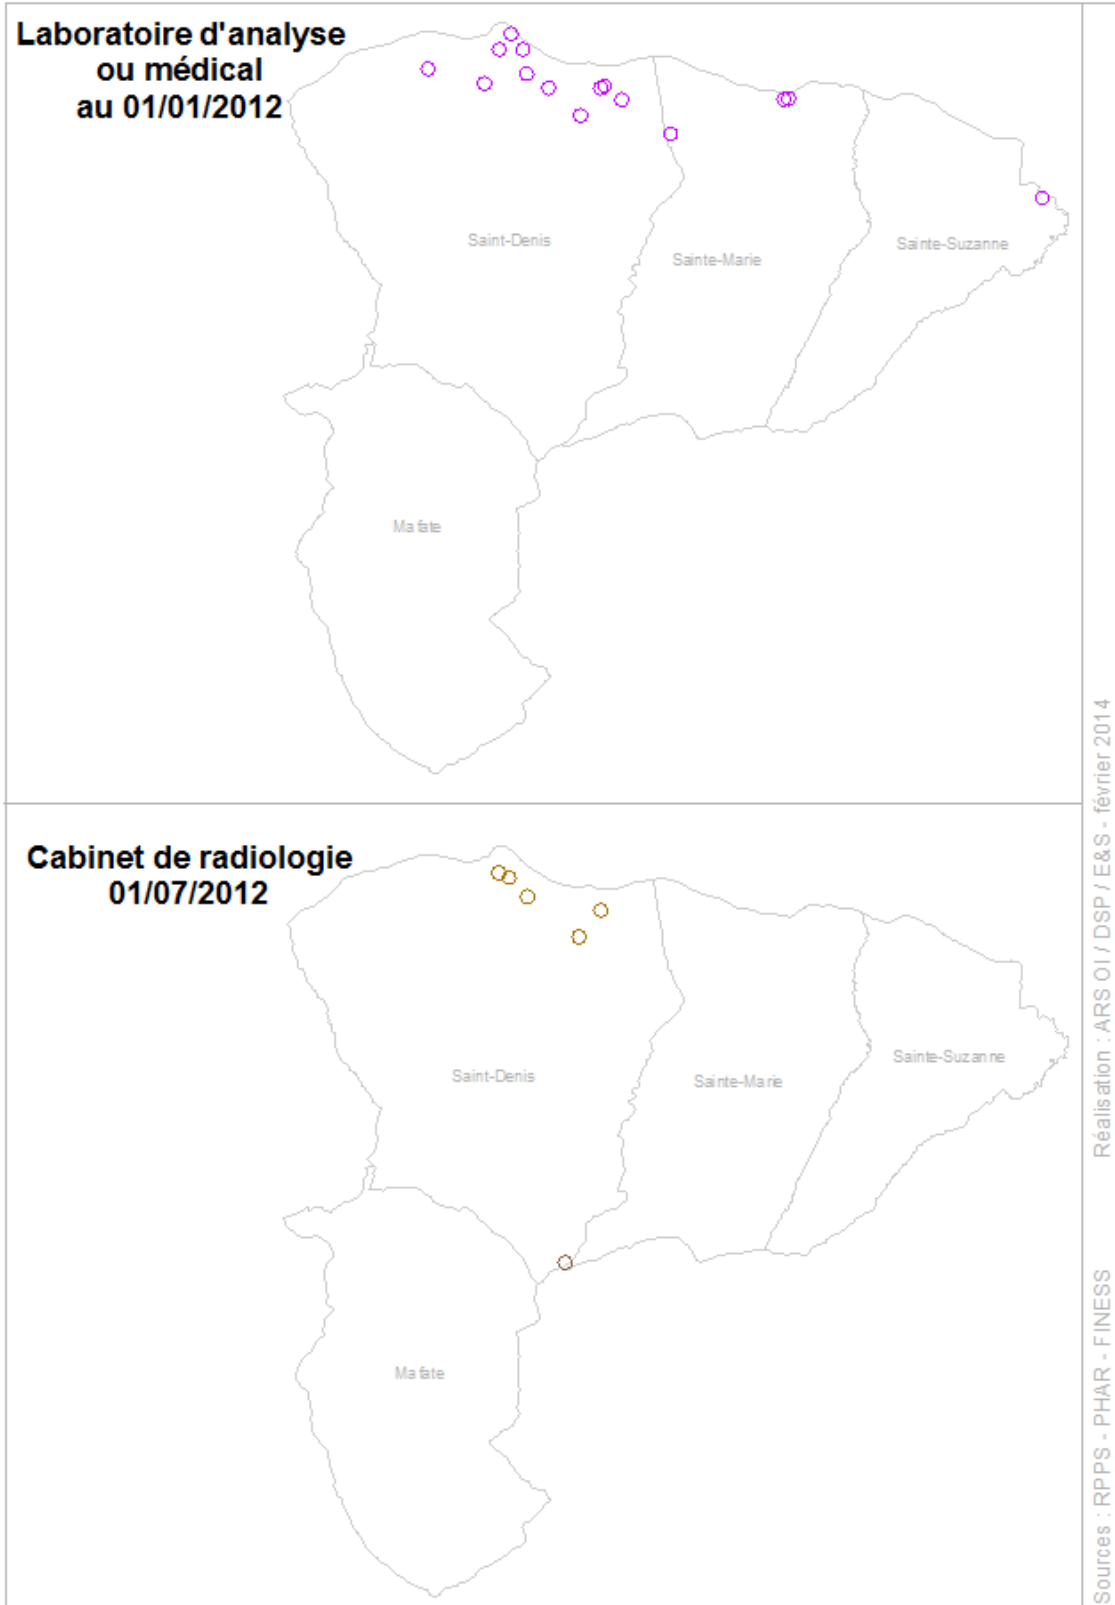 Laboratoire d'analyse
ou médical
au 01/01/2012
Saint-Denis
Sainte-Marie
Sainte-Suzanne
Mafate
Cabinet de radiologie
01/07/2012
Saint-Denis
Sainte-Marie
Sainte-Suzanne
Mafate
Sources : RPPS - PHAR - FINESS
Réalisation : ARS OI / DSP / E&S - février 2014